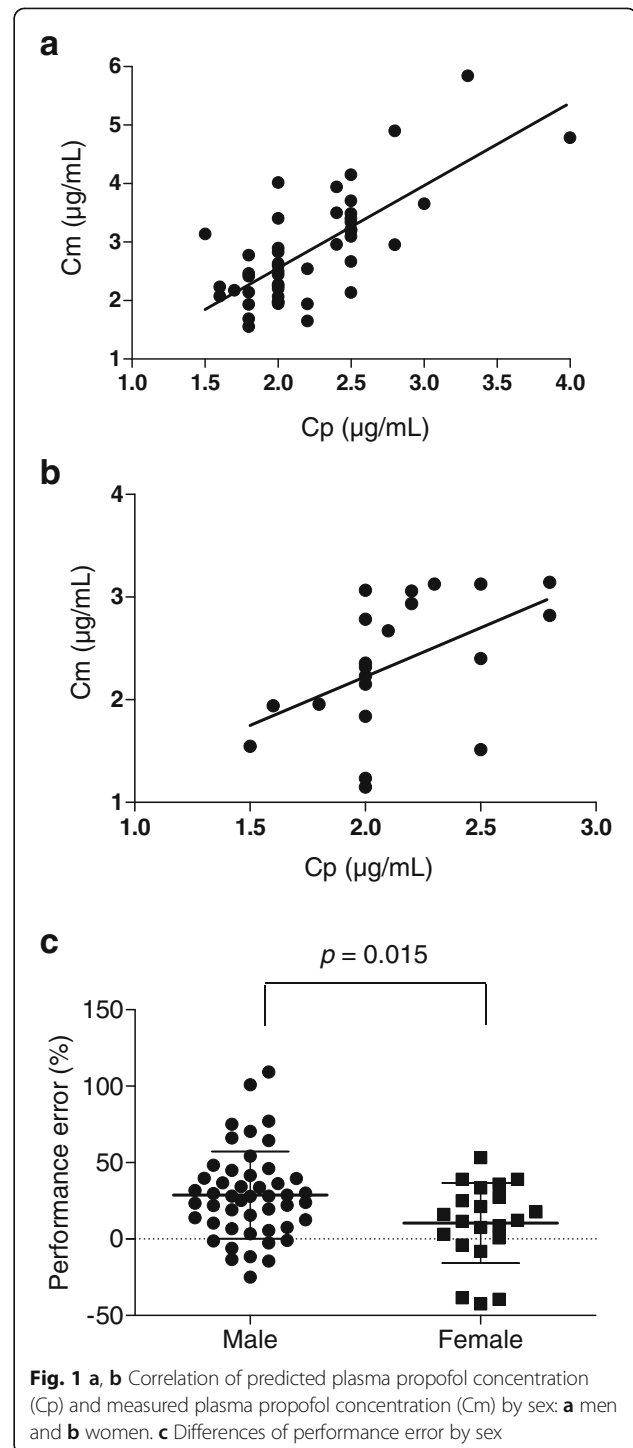 a
6
5
4
3
2
1
Cm (µg/mL)
1.0 1.5 2.0 2.5 3.0 3.5 4.0
Cp (µg/mL)
b
4
3
2
1
Cm (µg/mL)
1.0 1.5 2.0 2.5 3.0
Cp (µg/mL)
c
p = 0.015
150
100
50
0
-50
Performance error (%)
Male Female
Fig. 1 a, b Correlation of predicted plasma propofol concentration
(Cp) and measured plasma propofol concentration (Cm) by sex: a men
and b women. c Differences of performance error by sex